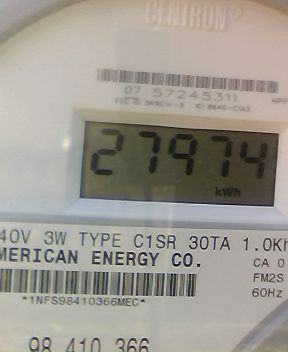 CENTRON
07 57245311
27974
kWh
40V 3W TYPE C1SR 30TA 1.0Kh
MERICAN ENERGY CO.
CA 0
FM2S
60Hz
*1NFS98410366MEC*
98 410 366